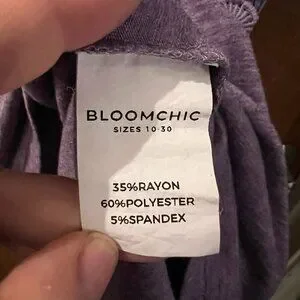 BLOOMCHIC
SIZES 10-30
35%RAYON
60%POLYESTER
5%SPANDEX